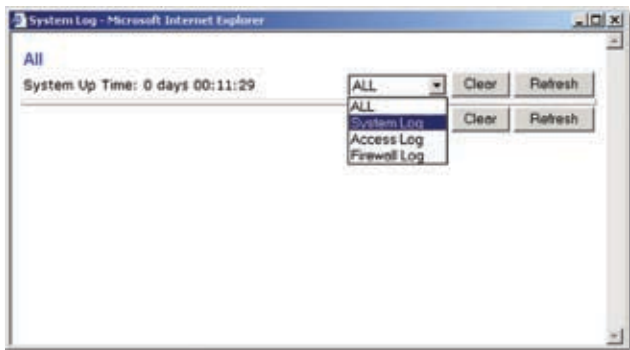 System Log - Microsoft Internet Explorer
All
System Up Time: 0 days 00:11:29
ALL Clear Refresh
ALL
System Log Clear Refresh
Access Log
Firewall Log